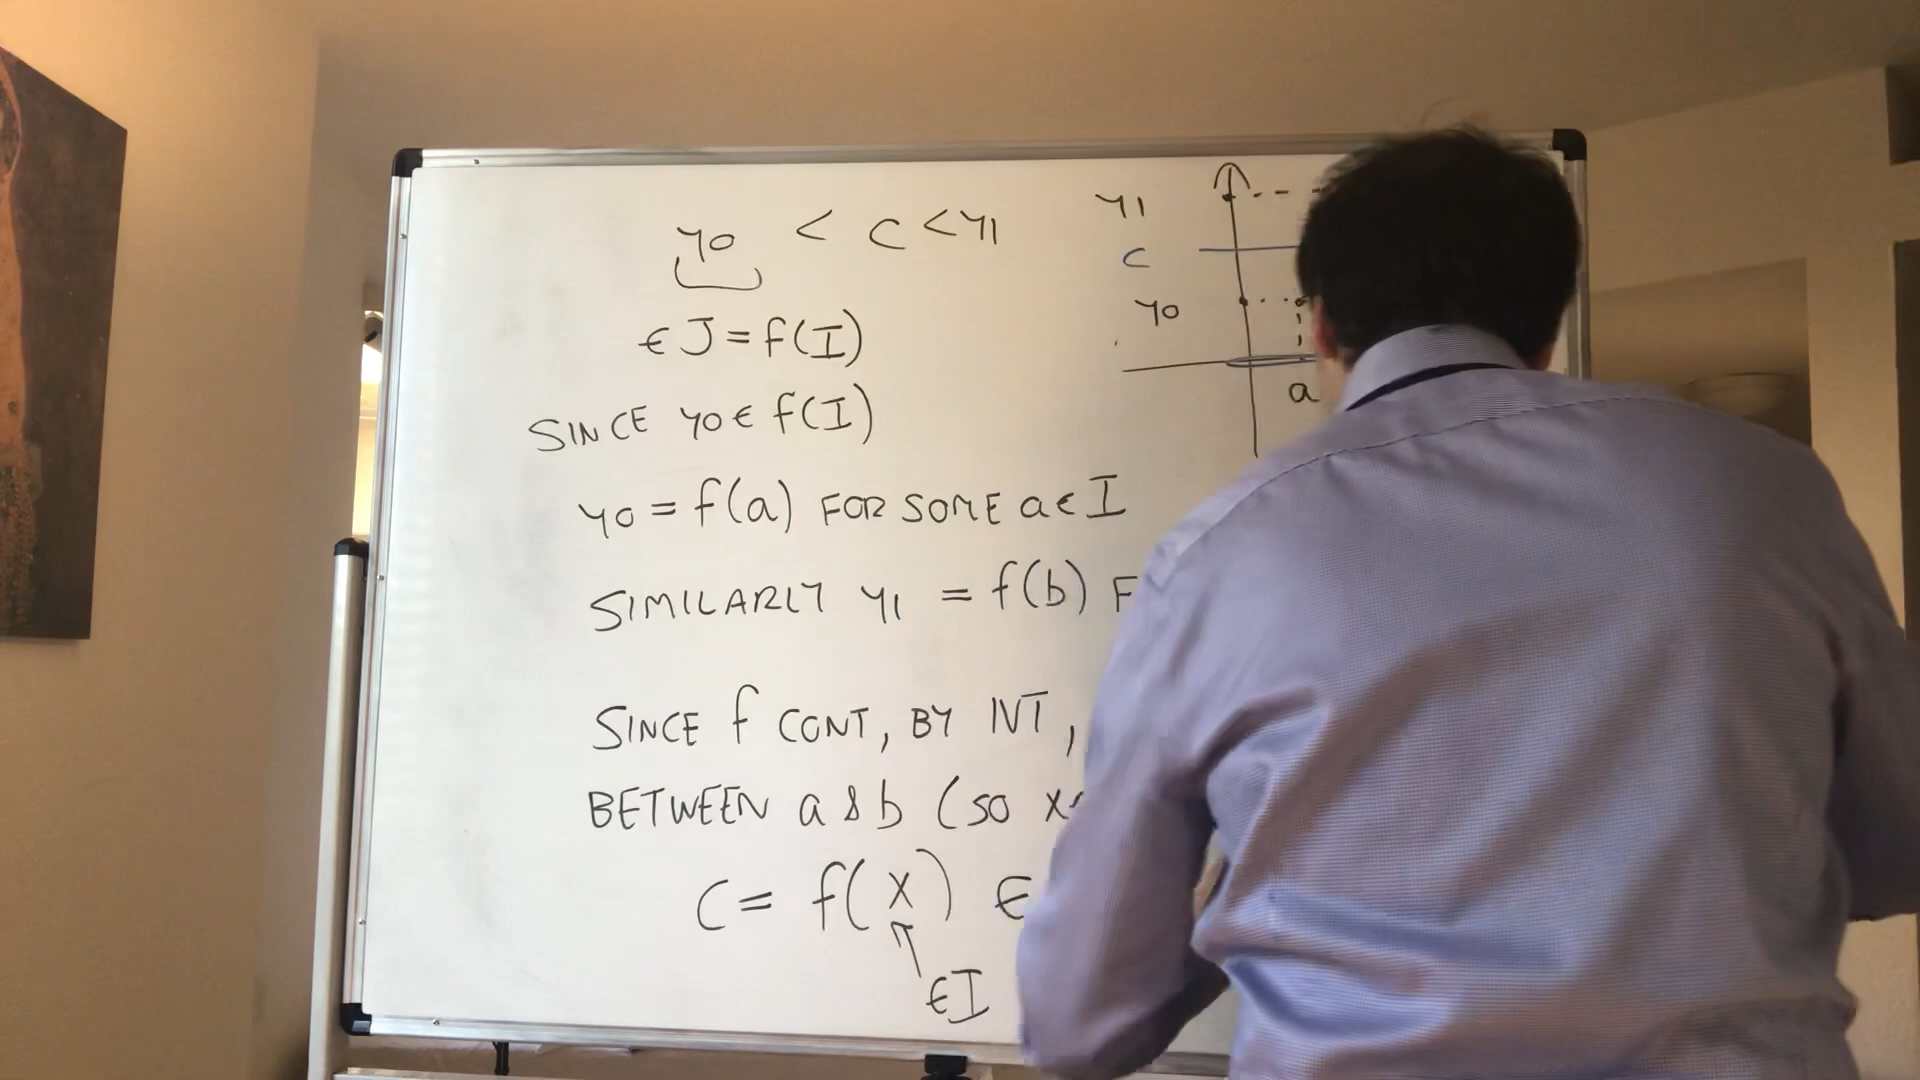 y0 < c < y1
∈ J = f(I)
SINCE y0 ∈ f(I)
y0 = f(a) FOR SOME a ∈ I
SIMILARLY y1 = f(b) F
SINCE f CONT, BY IVT,
BETWEEN a & b (SO x
c = f(x) ∈
∈ I
y1
c
y0
a